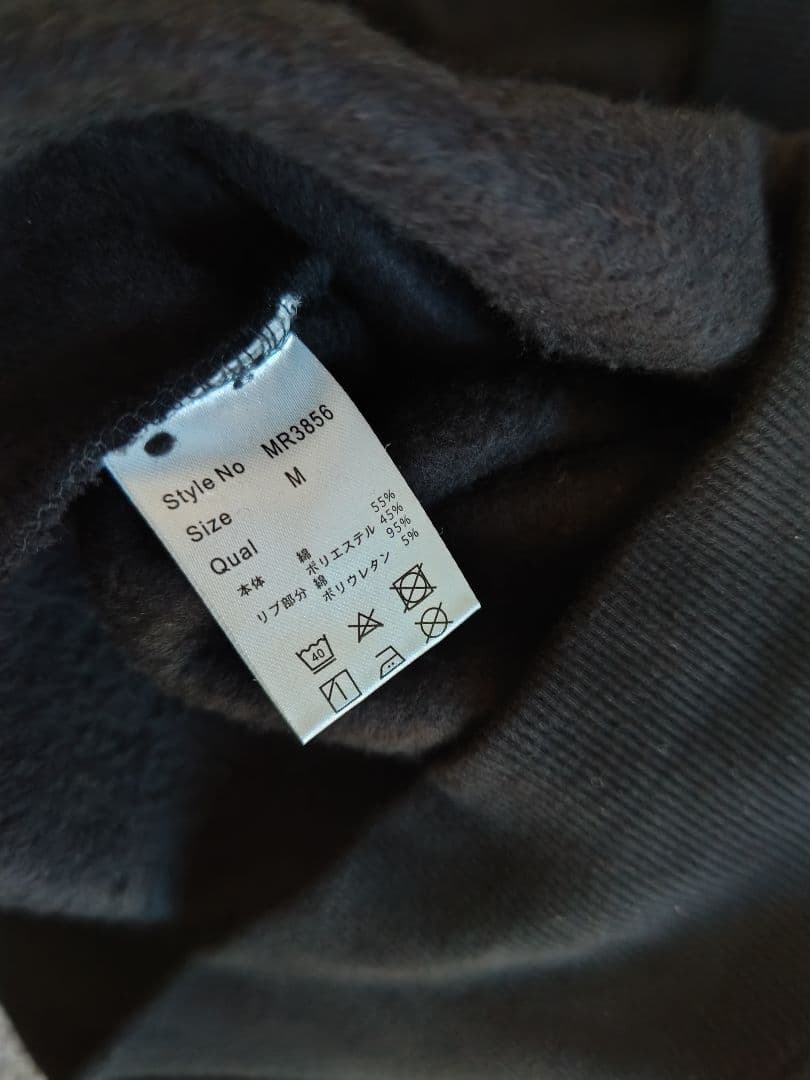 Style No MR3856
Size M
Qual
本体 綿 55%
ポリエステル 45%
リブ部分 綿 95%
ポリウレタン 5%
40